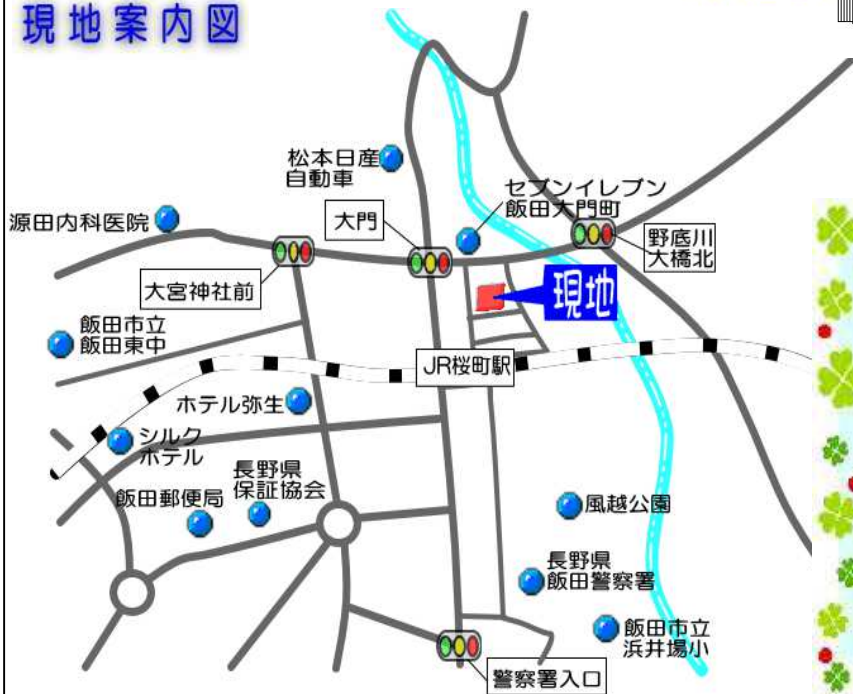 現地案内図
松本日産
自動車
セブンイレブン
飯田大門町
源田内科医院
大門
野底川
大橋北
大宮神社前
現地
飯田市立
飯田東中
JR桜町駅
ホテル弥生
シルク
ホテル
長野県
保証協会
飯田郵便局
風越公園
長野県
飯田警察署
飯田市立
浜井場小
警察署入口